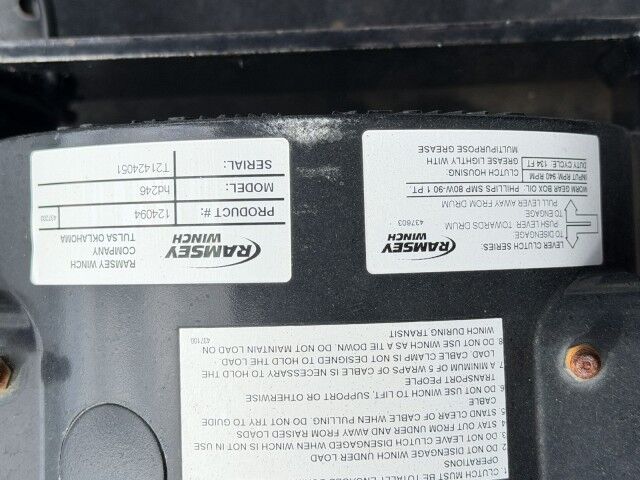 1. CLUTCH MUST BE TOTALLY ENGAGED
OPERATIONS
2. DO NOT DISENGAGE WINCH UNDER LOAD
3. DO NOT LEAVE CLUTCH ENGAGED WHEN WINCH IS NOT IN USE
4. STAY OUT FROM UNDER AND AWAY FROM RAISED LOADS
5. STAND CLEAR OF CABLE WHEN PULLING. DO NOT TRY TO GUIDE
CABLE
6. DO NOT USE WINCH TO LIFT, SUPPORT OR OTHERWISE
TRANSPORT PEOPLE
7. A MINIMUM OF 5 WRAPS OF CABLE IS NECESSARY TO HOLD THE
LOAD. CABLE CLAMP IS NOT DESIGNED TO HOLD THE LOAD
8. DO NOT USE WINCH AS A TIE DOWN. DO NOT MAINTAIN LOAD ON
WINCH DURING TRANSIT
437100
LEVER CLUTCH SERIES:
TO DISENGAGE
PUSH LEVER TOWARDS DRUM.
TO ENGAGE
PULL LEVER AWAY FROM DRUM
437603
RAMSEY
WINCH
WORM GEAR BOX OIL: PHILLIPS SMP 80W-90 1 PT.
INPUT RPM: 940 RPM
DUTY CYCLE: 134 FT
CLUTCH HOUSING:
GREASE LIGHTLY WITH
MULTIPURPOSE GREASE
RAMSEY
WINCH
RAMSEY WINCH
COMPANY
TULSA OKLAHOMA
PRODUCT #: 124094
MODEL: hd246
SERIAL: T21424051